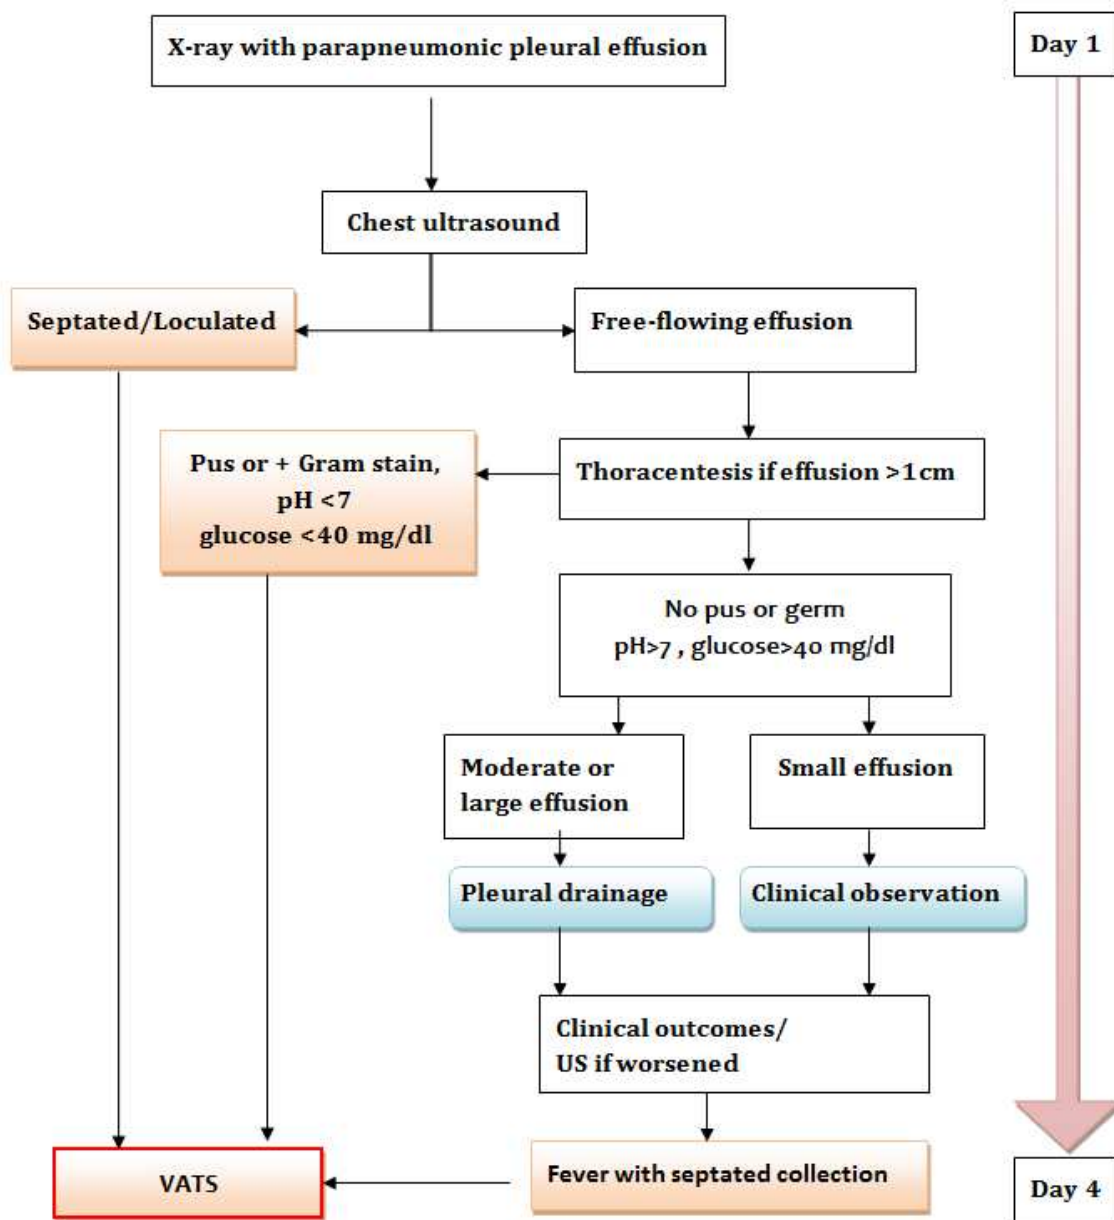 X-ray with parapneumonic pleural effusion
Day 1
Chest ultrasound
Septated/Loculated
Free-flowing effusion
Pus or + Gram stain,
pH <7
glucose <40 mg/dl
Thoracentesis if effusion >1cm
No pus or germ
pH>7 , glucose>40 mg/dl
Moderate or
large effusion
Small effusion
Pleural drainage
Clinical observation
Clinical outcomes/
US if worsened
VATS
Fever with septated collection
Day 4